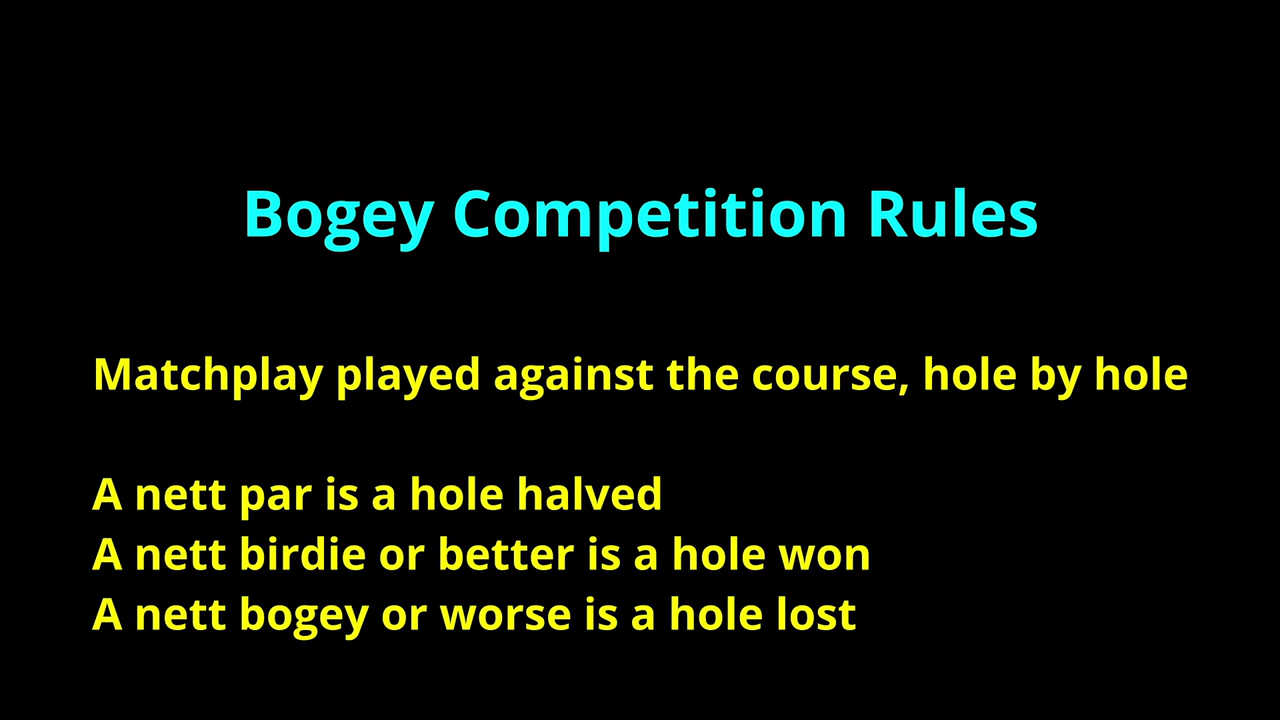 Bogey Competition Rules
Matchplay played against the course, hole by hole
A nett par is a hole halved
A nett birdie or better is a hole won
A nett bogey or worse is a hole lost